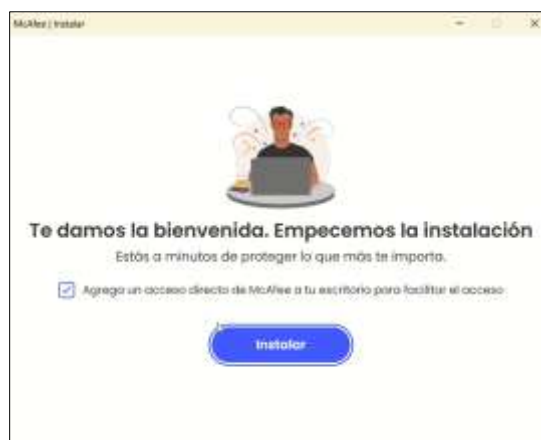 McAfee | Instalar
Te damos la bienvenida. Empecemos la instalación
Estás a minutos de proteger lo que más te importa.
Agrega un acceso directo de McAfee a tu escritorio para facilitar el acceso
Instalar